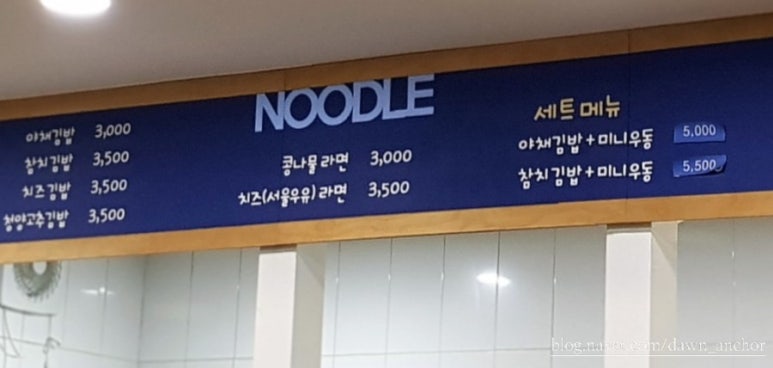 야채김밥 3,000
참치김밥 3,500
치즈김밥 3,500
청양고추김밥 3,500
NOODLE
콩나물라면 3,000
치즈(서울우유)라면 3,500
세트메뉴
야채김밥+미니우동 5,000
참치김밥+미니우동 5,500
blog.naver.com/dawn_anchor